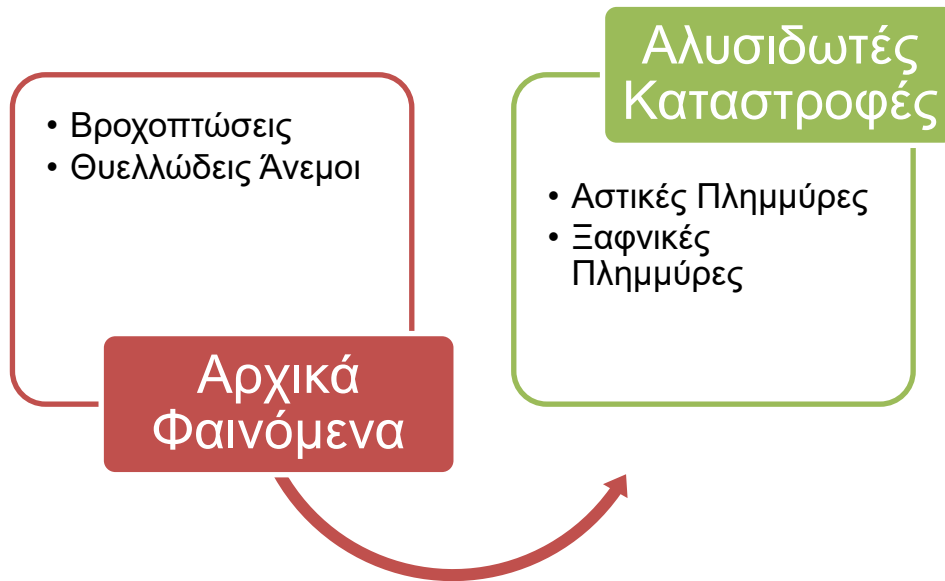 • Βροχοπτώσεις
• Θυελλώδεις Άνεμοι
Αρχικά
Φαινόμενα
Αλυσιδωτές
Καταστροφές
• Αστικές Πλημμύρες
• Ξαφνικές
Πλημμύρες